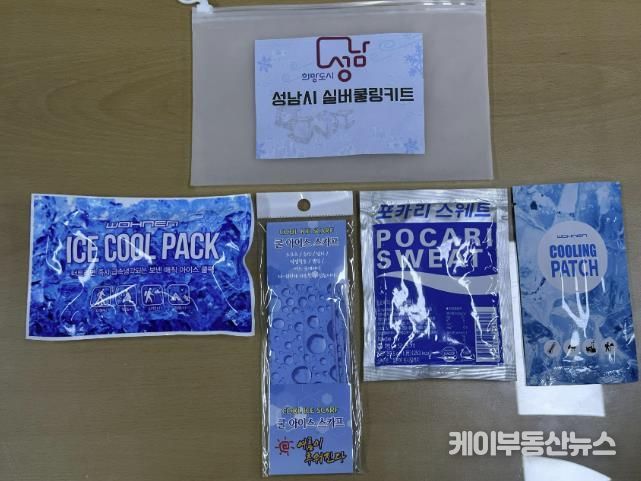 성남
희망도시
성남시 실버쿨링키트
WOHNEN
ICE COOL PACK
COOL ICE SCARF
쿨 아이스 스카프
COOL ICE SCARF
쿨 아이스 스카프
여름이
추워진다
포카리 스웨트
POCARI
SWEAT
WOHNEN
COOLING
PATCH
케이부동산뉴스